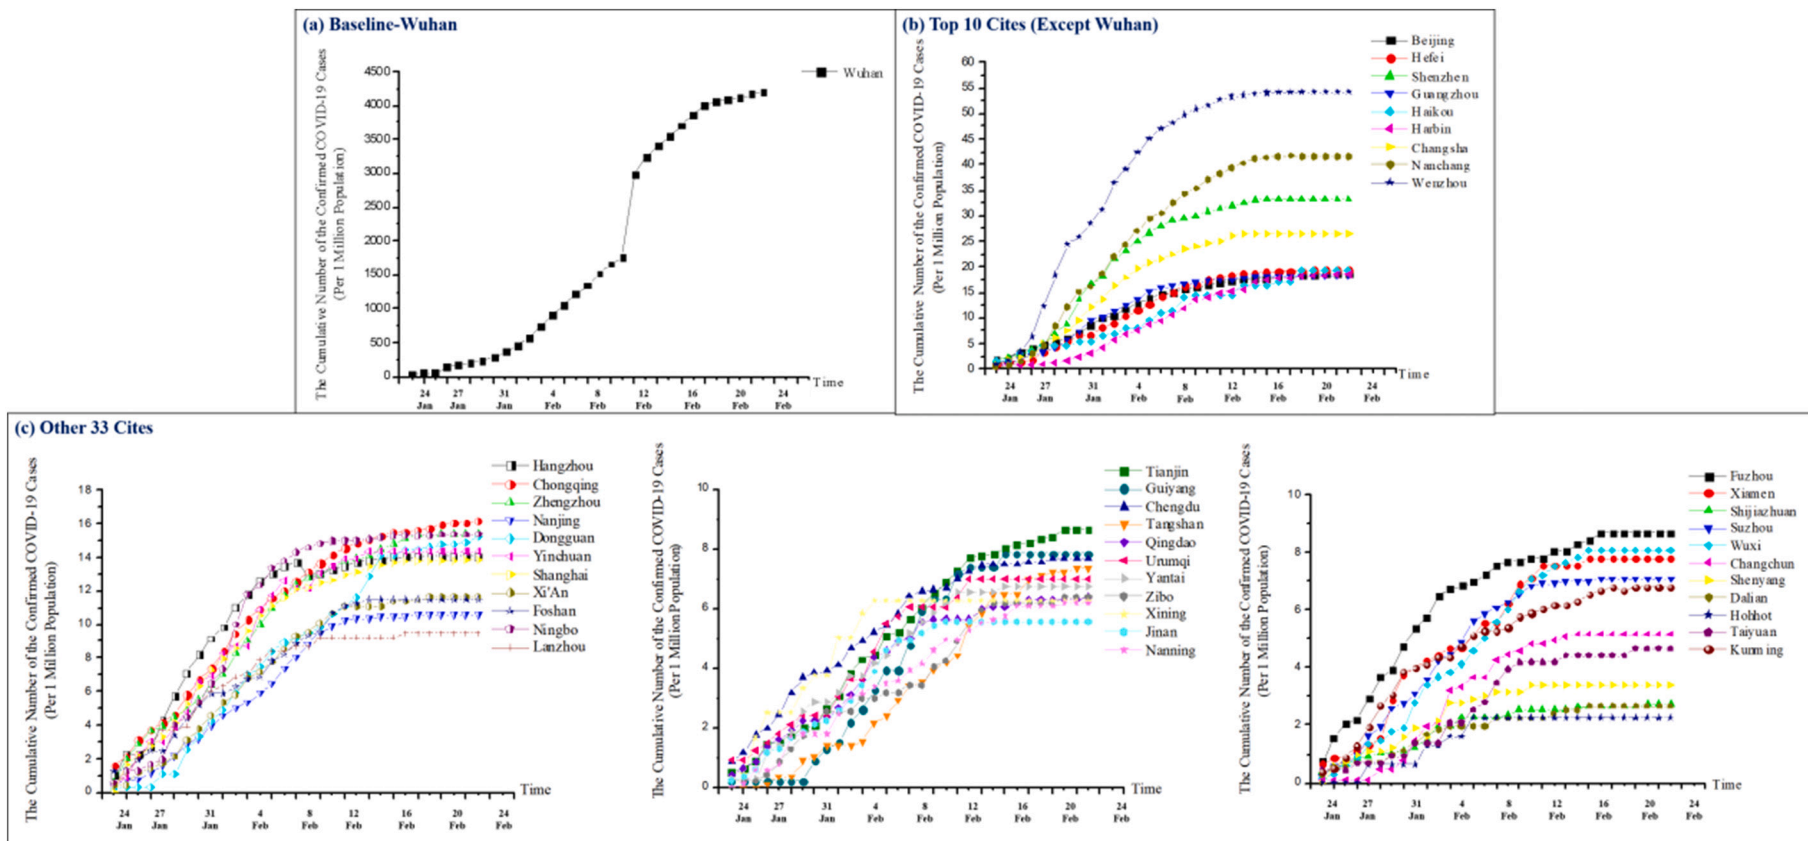 (a) Baseline-Wuhan
The Cumulative Number of the Confirmed COVID-19 Cases
(Per 1 Million Population)
4500
4000
3500
3000
2500
2000
1500
1000
500
0
Wuhan
Time
24 27 31 4 8 12 16 20 24
Jan Jan Jan Feb Feb Feb Feb Feb Feb
(b) Top 10 Cites (Except Wuhan)
The Cumulative Number of the Confirmed COVID-19 Cases
(Per 1 Million Population)
60
55
50
45
40
35
30
25
20
15
10
5
0
Beijing
Hefei
Shenzhen
Guangzhou
Haikou
Harbin
Changsha
Nanchang
Wenzhou
Time
24 27 31 4 8 12 16 20 24
Jan Jan Jan Feb Feb Feb Feb Feb Feb
(c) Other 33 Cites
The Cumulative Number of the Confirmed COVID-19 Cases
(Per 1 Million Population)
18
16
14
12
10
8
6
4
2
0
Hangzhou
Chongqing
Zhengzhou
Nanjing
Dongguan
Yinchuan
Shanghai
Xi'An
Foshan
Ningbo
Lanzhou
Time
24 27 31 4 8 12 16 20 24
Jan Jan Jan Feb Feb Feb Feb Feb Feb
The Cumulative Number of the Confirmed COVID-19 Cases
(Per 1 Million Population)
10
8
6
4
2
0
Tianjin
Guiyang
Chengdu
Tangshan
Qingdao
Urumqi
Yantai
Zibo
Xining
Jinan
Nanning
Time
24 27 31 4 8 12 16 20 24
Jan Jan Jan Feb Feb Feb Feb Feb Feb
The Cumulative Number of the Confirmed COVID-19 Cases
(Per 1 Million Population)
10
8
6
4
2
0
Fuzhou
Xiamen
Shijiazhuan
Suzhou
Wuxi
Changchun
Shenyang
Dalian
Hohhot
Taiyuan
Kunming
Time
24 27 31 4 8 12 16 20 24
Jan Jan Jan Feb Feb Feb Feb Feb Feb